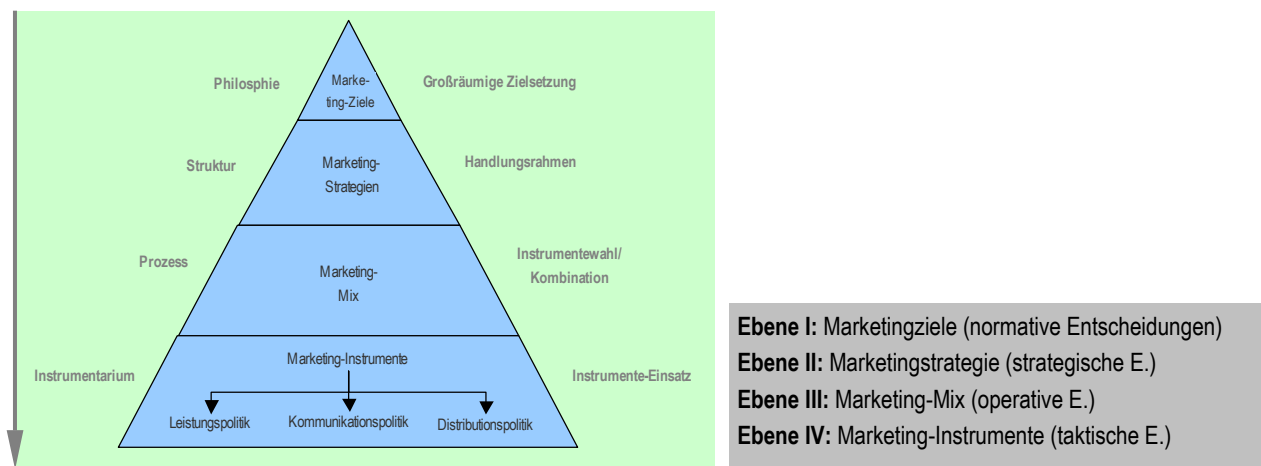 Philosphie
Marke-
ting-Ziele
Großräumige Zielsetzung
Struktur
Marketing-
Strategien
Handlungsrahmen
Prozess
Marketing-
Mix
Instrumentewahl/
Kombination
Instrumentarium
Marketing-Instrumente
Instrumente-Einsatz
Leistungspolitik
Kommunikationspolitik
Distributionspolitik
Ebene I: Marketingziele (normative Entscheidungen)
Ebene II: Marketingstrategie (strategische E.)
Ebene III: Marketing-Mix (operative E.)
Ebene IV: Marketing-Instrumente (taktische E.)